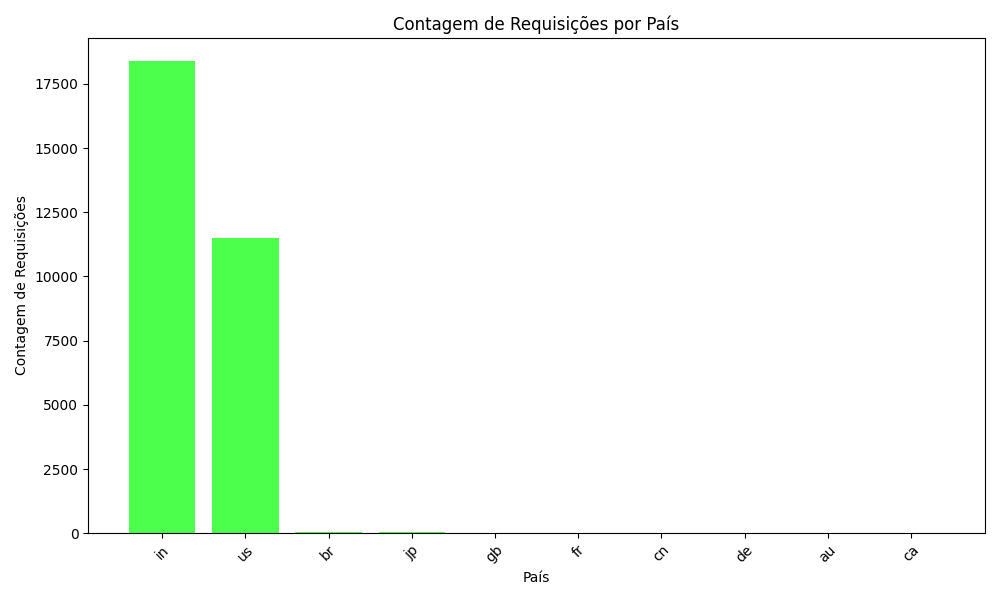 Contagem de Requisições por País
Contagem de Requisições
17500
15000
12500
10000
7500
5000
2500
0
in
us
br
jp
gb
fr
cn
de
au
ca
País